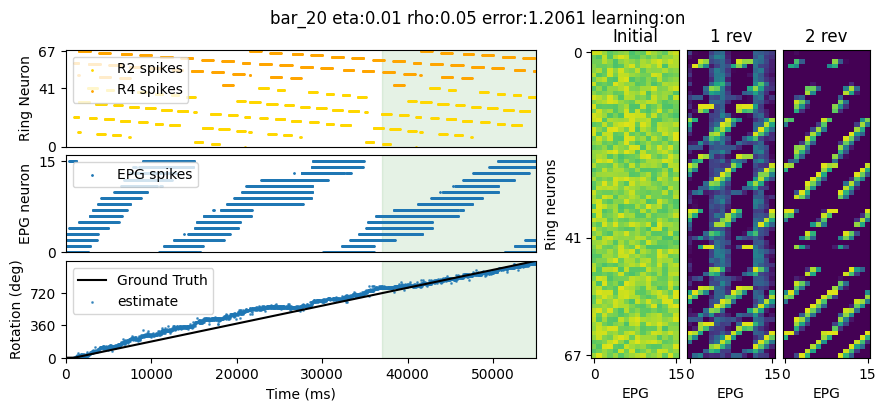 bar_20 eta:0.01 rho:0.05 error:1.2061 learning:on
Ring Neuron
67
41
0
R2 spikes
R4 spikes
EPG neuron
15
0
EPG spikes
Rotation (deg)
720
360
0
Ground Truth
estimate
0 10000 20000 30000 40000 50000
Time (ms)
Initial 1 rev 2 rev
Ring neurons
0
41
67
0 15 0 15 0 15
EPG EPG EPG